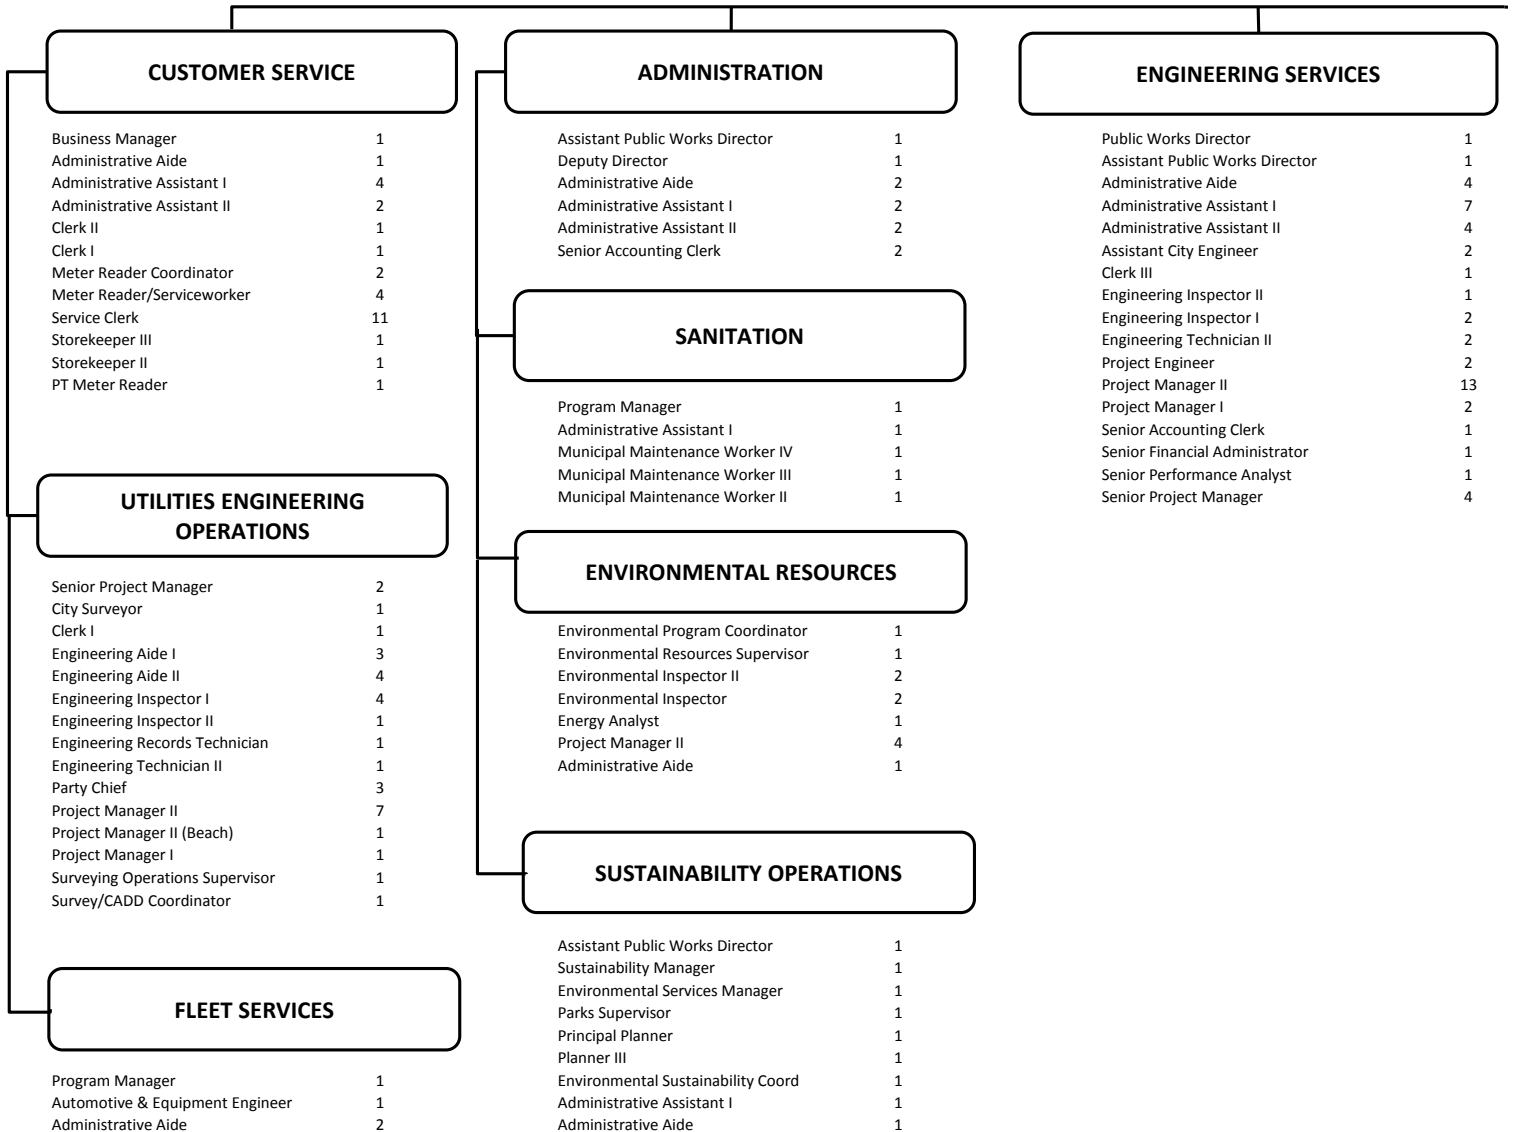 CUSTOMER SERVICE
Business Manager 1
Administrative Aide 1
Administrative Assistant I 4
Administrative Assistant II 2
Clerk II 1
Clerk I 1
Meter Reader Coordinator 2
Meter Reader/Serviceworker 4
Service Clerk 11
Storekeeper III 1
Storekeeper II 1
PT Meter Reader 1
UTILITIES ENGINEERING
OPERATIONS
Senior Project Manager 2
City Surveyor 1
Clerk I 1
Engineering Aide I 3
Engineering Aide II 4
Engineering Inspector I 4
Engineering Inspector II 1
Engineering Records Technician 1
Engineering Technician II 1
Party Chief 3
Project Manager II 7
Project Manager II (Beach) 1
Project Manager I 1
Surveying Operations Supervisor 1
Survey/CADD Coordinator 1
FLEET SERVICES
Program Manager 1
Automotive & Equipment Engineer 1
Administrative Aide 2
ADMINISTRATION
Assistant Public Works Director 1
Deputy Director 1
Administrative Aide 2
Administrative Assistant I 2
Administrative Assistant II 2
Senior Accounting Clerk 2
SANITATION
Program Manager 1
Administrative Assistant I 1
Municipal Maintenance Worker IV 1
Municipal Maintenance Worker III 1
Municipal Maintenance Worker II 1
ENVIRONMENTAL RESOURCES
Environmental Program Coordinator 1
Environmental Resources Supervisor 1
Environmental Inspector II 2
Environmental Inspector 2
Energy Analyst 1
Project Manager II 4
Administrative Aide 1
SUSTAINABILITY OPERATIONS
Assistant Public Works Director 1
Sustainability Manager 1
Environmental Services Manager 1
Parks Supervisor 1
Principal Planner 1
Planner III 1
Environmental Sustainability Coord 1
Administrative Assistant I 1
Administrative Aide 1
ENGINEERING SERVICES
Public Works Director 1
Assistant Public Works Director 1
Administrative Aide 4
Administrative Assistant I 7
Administrative Assistant II 4
Assistant City Engineer 2
Clerk III 1
Engineering Inspector II 1
Engineering Inspector I 2
Engineering Technician II 2
Project Engineer 2
Project Manager II 13
Project Manager I 2
Senior Accounting Clerk 1
Senior Financial Administrator 1
Senior Performance Analyst 1
Senior Project Manager 4